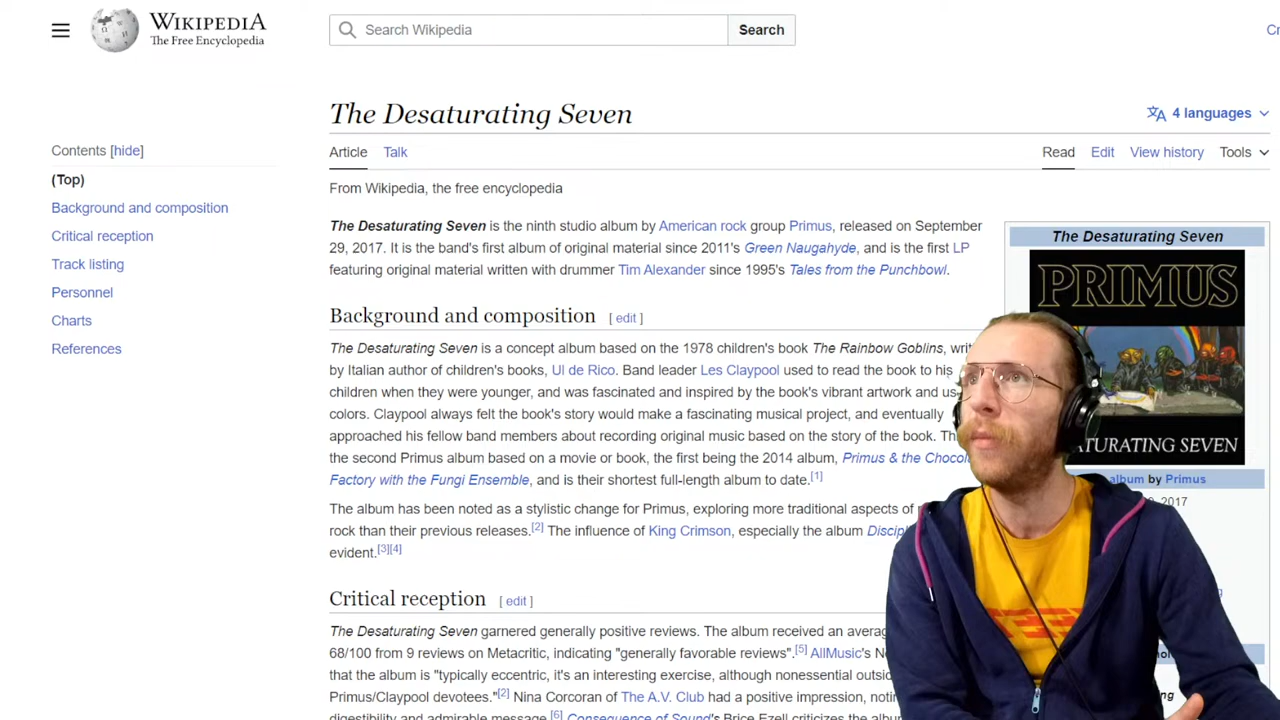 WIKIPEDIA
The Free Encyclopedia
Search Wikipedia
Search
The Desaturating Seven
4 languages
Article Talk
Read Edit View history Tools
From Wikipedia, the free encyclopedia
Contents [hide]
(Top)
Background and composition
Critical reception
Track listing
Personnel
Charts
References
The Desaturating Seven is the ninth studio album by American rock group Primus, released on September
29, 2017. It is the band's first album of original material since 2011's Green Naugahyde, and is the first LP
featuring original material written with drummer Tim Alexander since 1995's Tales from the Punchbowl.
Background and composition [ edit ]
The Desaturating Seven is a concept album based on the 1978 children's book The Rainbow Goblins,
by Italian author of children's books, Ul de Rico. Band leader Les Claypool used to read the book to his
children when they were younger, and was fascinated and inspired by the book's vibrant artwork and
colors. Claypool always felt the book's story would make a fascinating musical project, and eventually
approached his fellow band members about recording original music based on the story of the book.
the second Primus album based on a movie or book, the first being the 2014 album, Primus & the
Factory with the Fungi Ensemble, and is their shortest full-length album to date.[1]
The album has been noted as a stylistic change for Primus, exploring more traditional aspects of
rock than their previous releases.[2] The influence of King Crimson, especially the album
evident.[3][4]
Critical reception [ edit ]
The Desaturating Seven garnered generally positive reviews. The album received an
68/100 from 9 reviews on Metacritic, indicating "generally favorable reviews".[5] AllMusic's
that the album is "typically eccentric, it's an interesting exercise, although nonessential
Primus/Claypool devotees."[2] Nina Corcoran of The A.V. Club had a positive impression,
digestibility and admirable message.[6] Consequence of Sound's Brice Ezell criticizes the
The Desaturating Seven
PRIMUS
SEVEN
album by Primus
2017